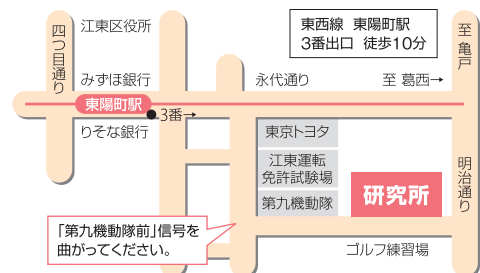 四つ目通り
江東区役所
東西線 東陽町駅
3番出口 徒歩10分
至 亀戸
みずほ銀行
永代通り
至 葛西→
東陽町駅
3番→
りそな銀行
東京トヨタ
江東運転
免許試験場
第九機動隊
研究所
明治通り
「第九機動隊前」信号を
曲がってください。
ゴルフ練習場